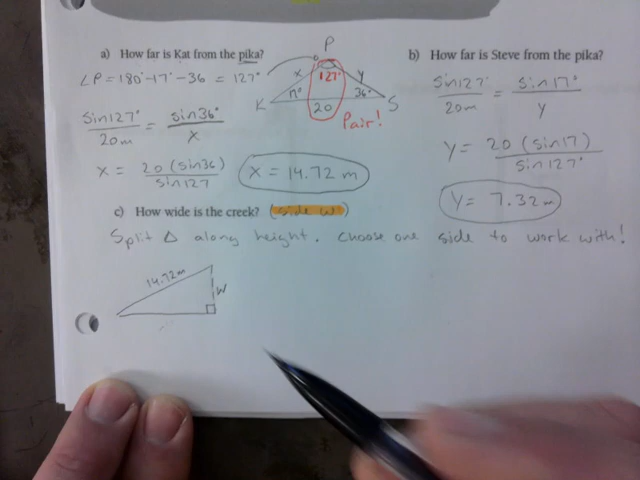 a) How far is Kat from the pika?
∠P = 180°-17° - 36 = 127°
P
x
127°
y
17°
36°
K
20
S
Pair!
sin127° / 20m = sin36° / x
x = 20 (sin36) / sin127
x = 14.72 m
b) How far is Steve from the pika?
sin127° / 20m = sin17° / y
y = 20 (sin17) / sin127°
y = 7.32m
c) How wide is the creek? (side w)
Split Δ along height. Choose one side to work with!
14.72m
W